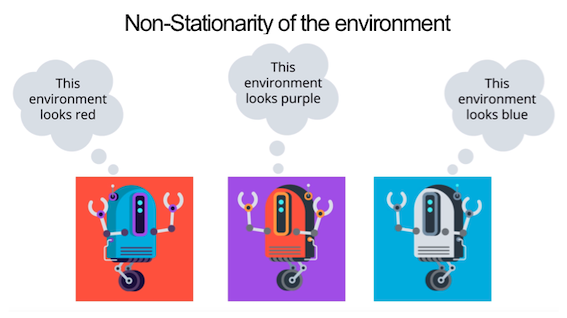 Non-Stationarity of the environment
This
environment
looks red
This
environment
looks purple
This
environment
looks blue